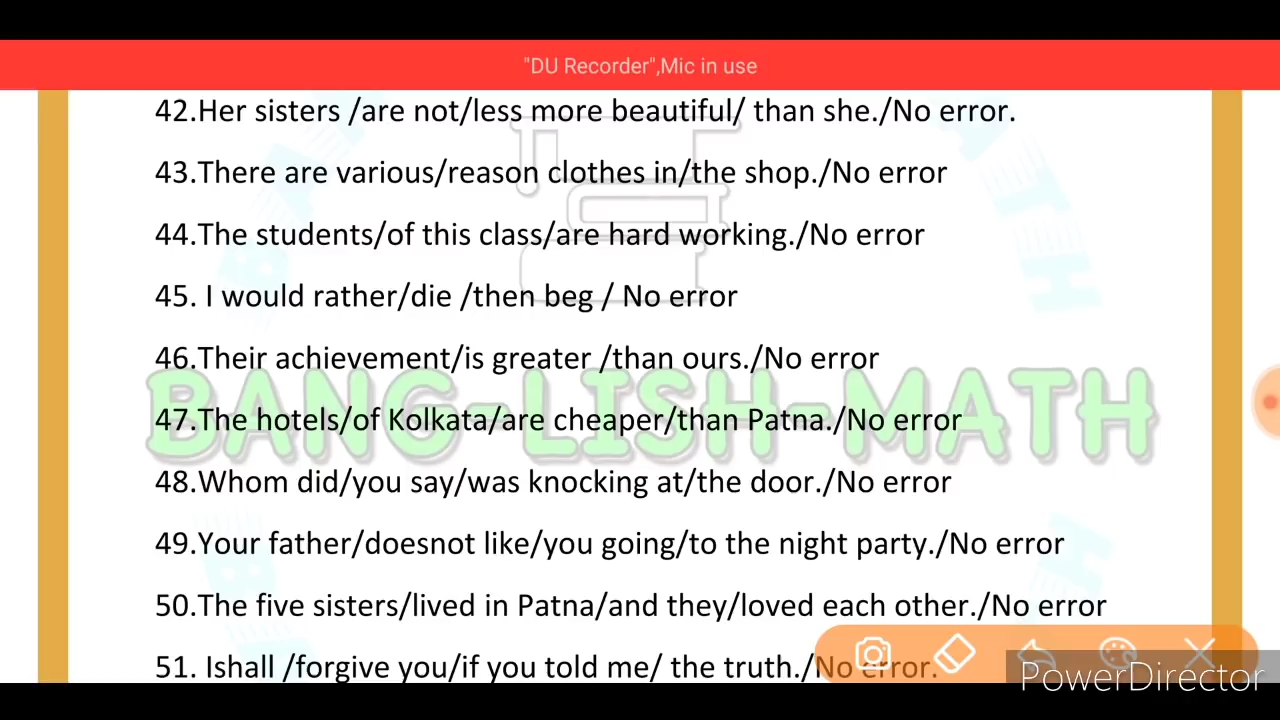 "DU Recorder",Mic in use
42.Her sisters /are not/less more beautiful/ than she./No error.
43.There are various/reason clothes in/the shop./No error
44.The students/of this class/are hard working./No error
45. I would rather/die /then beg / No error
46.Their achievement/is greater /than ours./No error
BANG-LISH-MATH
47.The hotels/of Kolkata/are cheaper/than Patna./No error
48.Whom did/you say/was knocking at/the door./No error
49.Your father/doesnot like/you going/to the night party./No error
50.The five sisters/lived in Patna/and they/loved each other./No error
51. Ishall /forgive you/if you told me/ the truth./No error.
PowerDirector